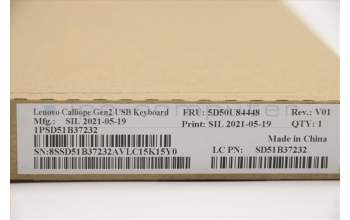 Lenovo Calliope Gen2 USB Keyboard FRU: 5D50U84448 Rev.: V01
Mfg.: SIL 2021-05-19 Print: SIL 2021-05-19 QTY: 1
1PSD51B37232 Made in China
SN:8SSD51B37232AVLC15K15Y0 LC PN: SD51B37232